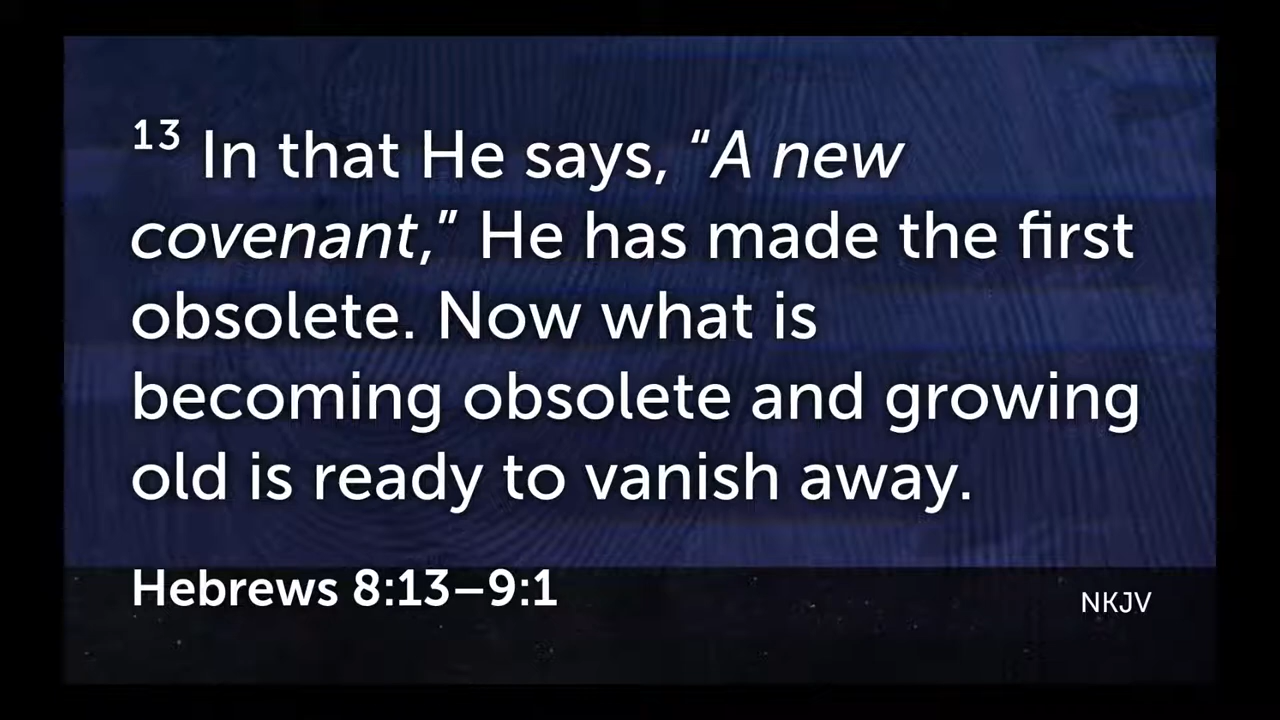 13 In that He says, “A new
covenant,” He has made the first
obsolete. Now what is
becoming obsolete and growing
old is ready to vanish away.
Hebrews 8:13–9:1
NKJV